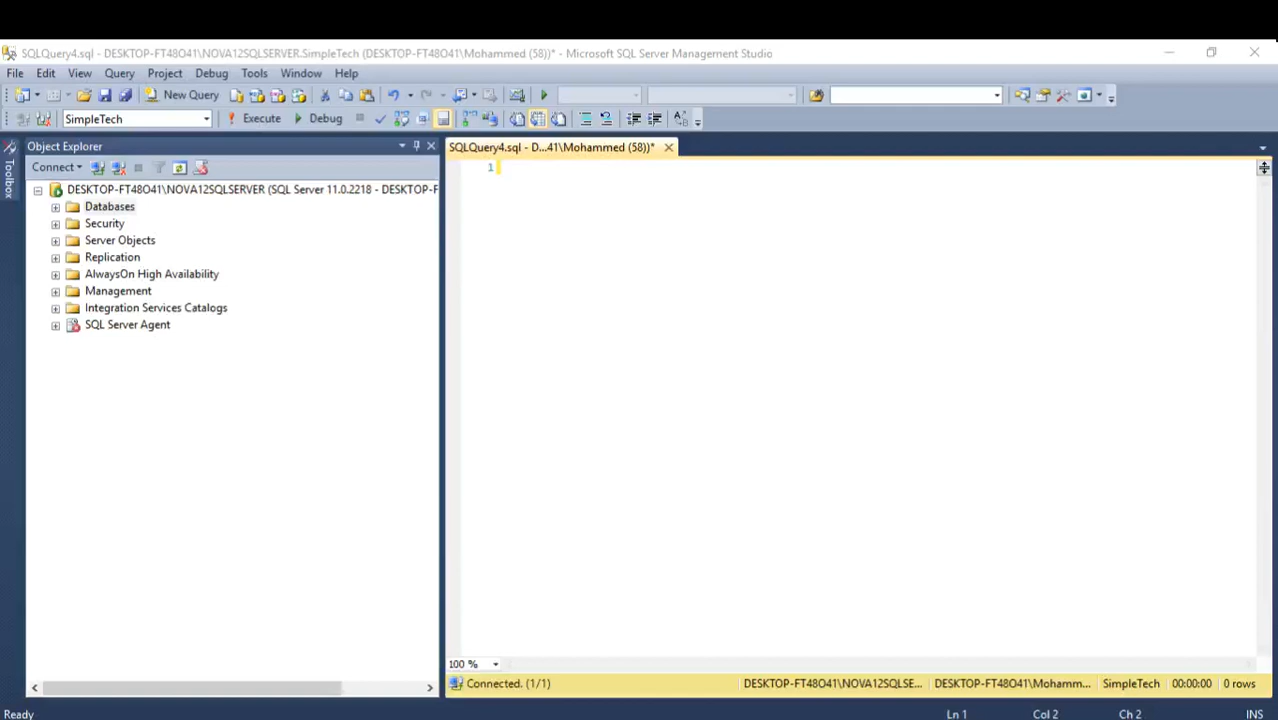 SQLQuery4.sql - DESKTOP-FT48O41\NOVA12SQLSERVER.SimpleTech (DESKTOP-FT48O41\Mohammed (58))* - Microsoft SQL Server Management Studio
File Edit View Query Project Debug Tools Window Help
New Query
SimpleTech Execute Debug
Toolbox
Object Explorer
SQLQuery4.sql - D...41\Mohammed (58))*
Connect
1
DESKTOP-FT48O41\NOVA12SQLSERVER (SQL Server 11.0.2218 - DESKTOP-F
Databases
Security
Server Objects
Replication
AlwaysOn High Availability
Management
Integration Services Catalogs
SQL Server Agent
100 %
Connected. (1/1) DESKTOP-FT48O41\NOVA12SQLSE... DESKTOP-FT48O41\Mohamm... SimpleTech 00:00:00 0 rows
Ready Ln 1 Col 2 Ch 2 INS